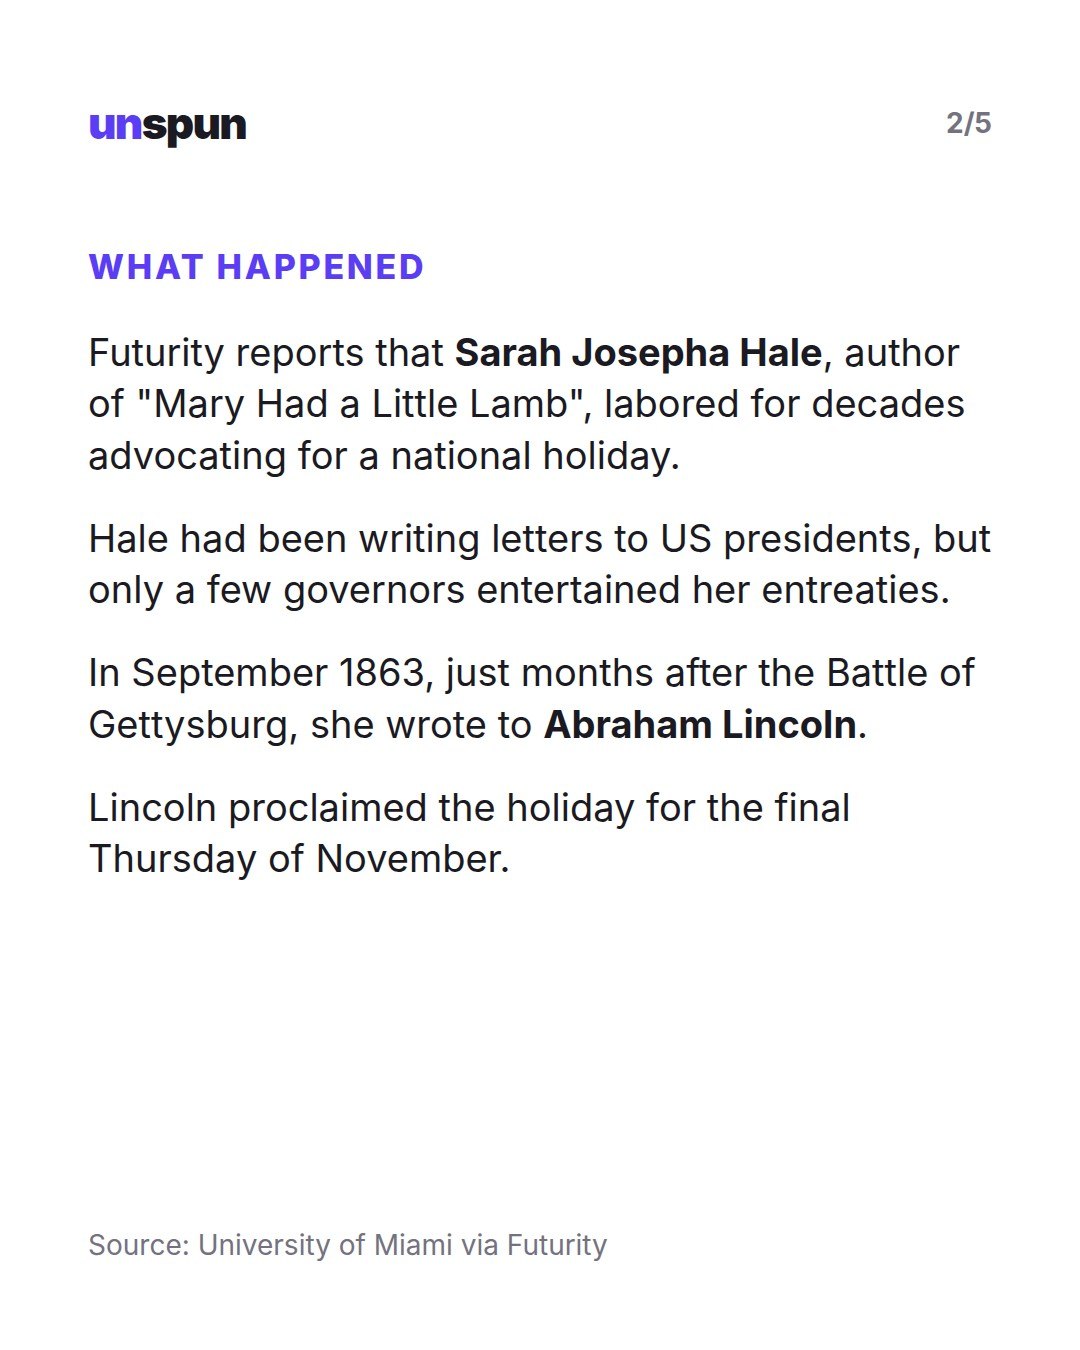 unspun
2/5
WHAT HAPPENED
Futurity reports that Sarah Josepha Hale, author
of "Mary Had a Little Lamb", labored for decades
advocating for a national holiday.
Hale had been writing letters to US presidents, but
only a few governors entertained her entreaties.
In September 1863, just months after the Battle of
Gettysburg, she wrote to Abraham Lincoln.
Lincoln proclaimed the holiday for the final
Thursday of November.
Source: University of Miami via Futurity